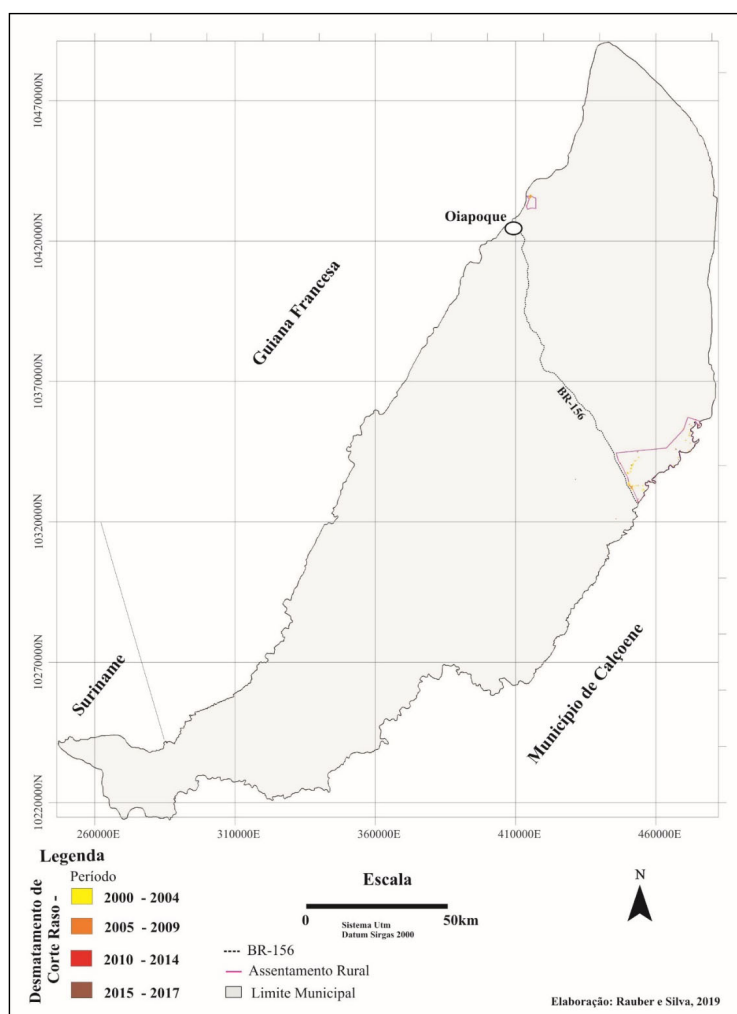 10470000N
Oiapoque
10420000N
Guiana Francesa
10370000N
BR-156
10320000N
10270000N
Suriname
Município de Calçoene
10220000N
260000E 310000E 360000E 410000E 460000E
Legenda
Desmatamento de
Corte Raso -
Período
2000 - 2004
2005 - 2009
2010 - 2014
2015 - 2017
Escala
0 50km
Sistema Utm
Datum Sirgas 2000
BR-156
Assentamento Rural
Limite Municipal
N
Elaboração: Rauber e Silva, 2019